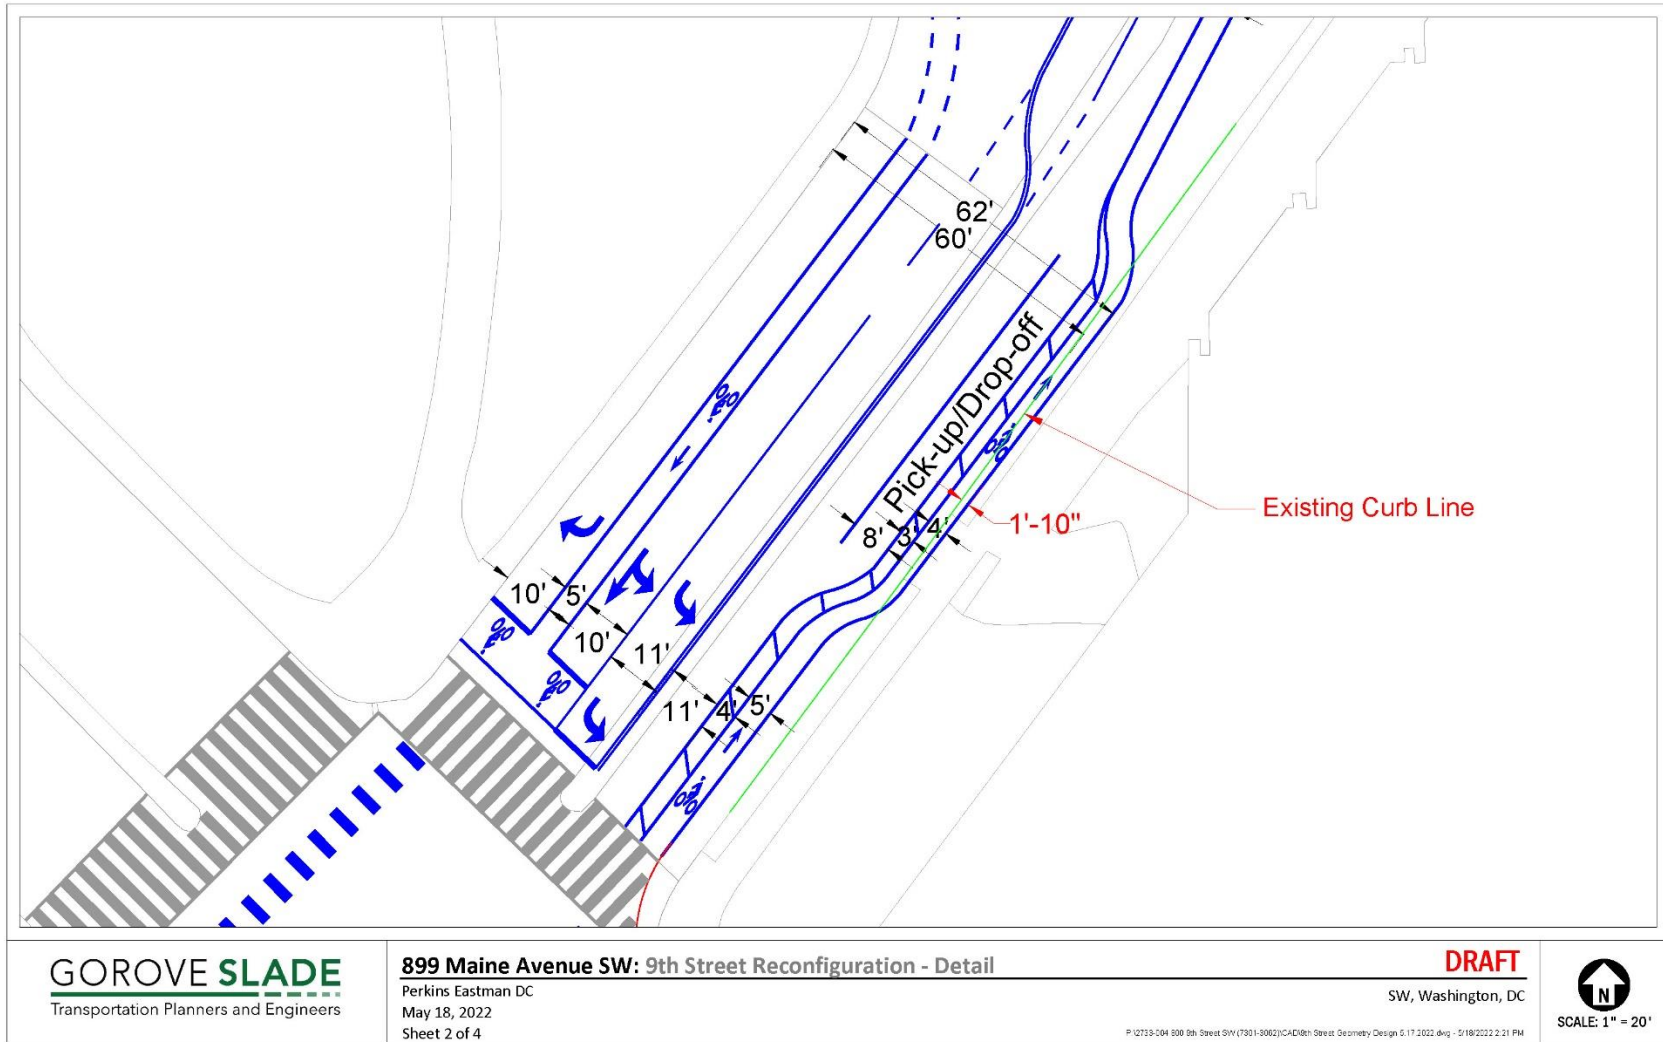 62'
60'
Pick-up/Drop-off
Existing Curb Line
1'-10"
8'
3'
4'
10'
5'
10'
11'
11'
4'
5'
GOROVE SLADE
Transportation Planners and Engineers
899 Maine Avenue SW: 9th Street Reconfiguration - Detail
Perkins Eastman DC
May 18, 2022
Sheet 2 of 4
DRAFT
SW, Washington, DC
N
SCALE: 1" = 20'